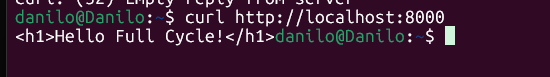 curl: (52) Empty reply from server
danilo@Danilo:~$ curl http://localhost:8000
<h1>Hello Full Cycle!</h1>danilo@Danilo:~$